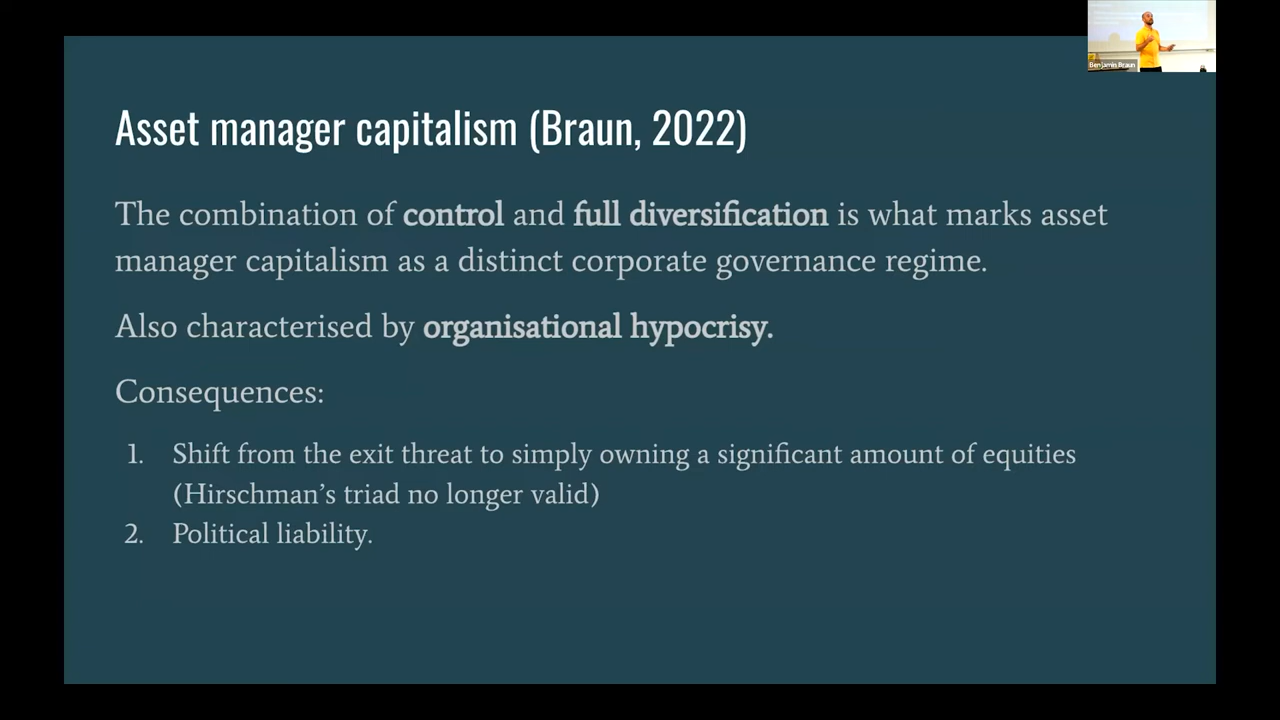 Benjamin Braun
Asset manager capitalism (Braun, 2022)
The combination of control and full diversification is what marks asset
manager capitalism as a distinct corporate governance regime.
Also characterised by organisational hypocrisy.
Consequences:
1. Shift from the exit threat to simply owning a significant amount of equities
(Hirschman's triad no longer valid)
2. Political liability.